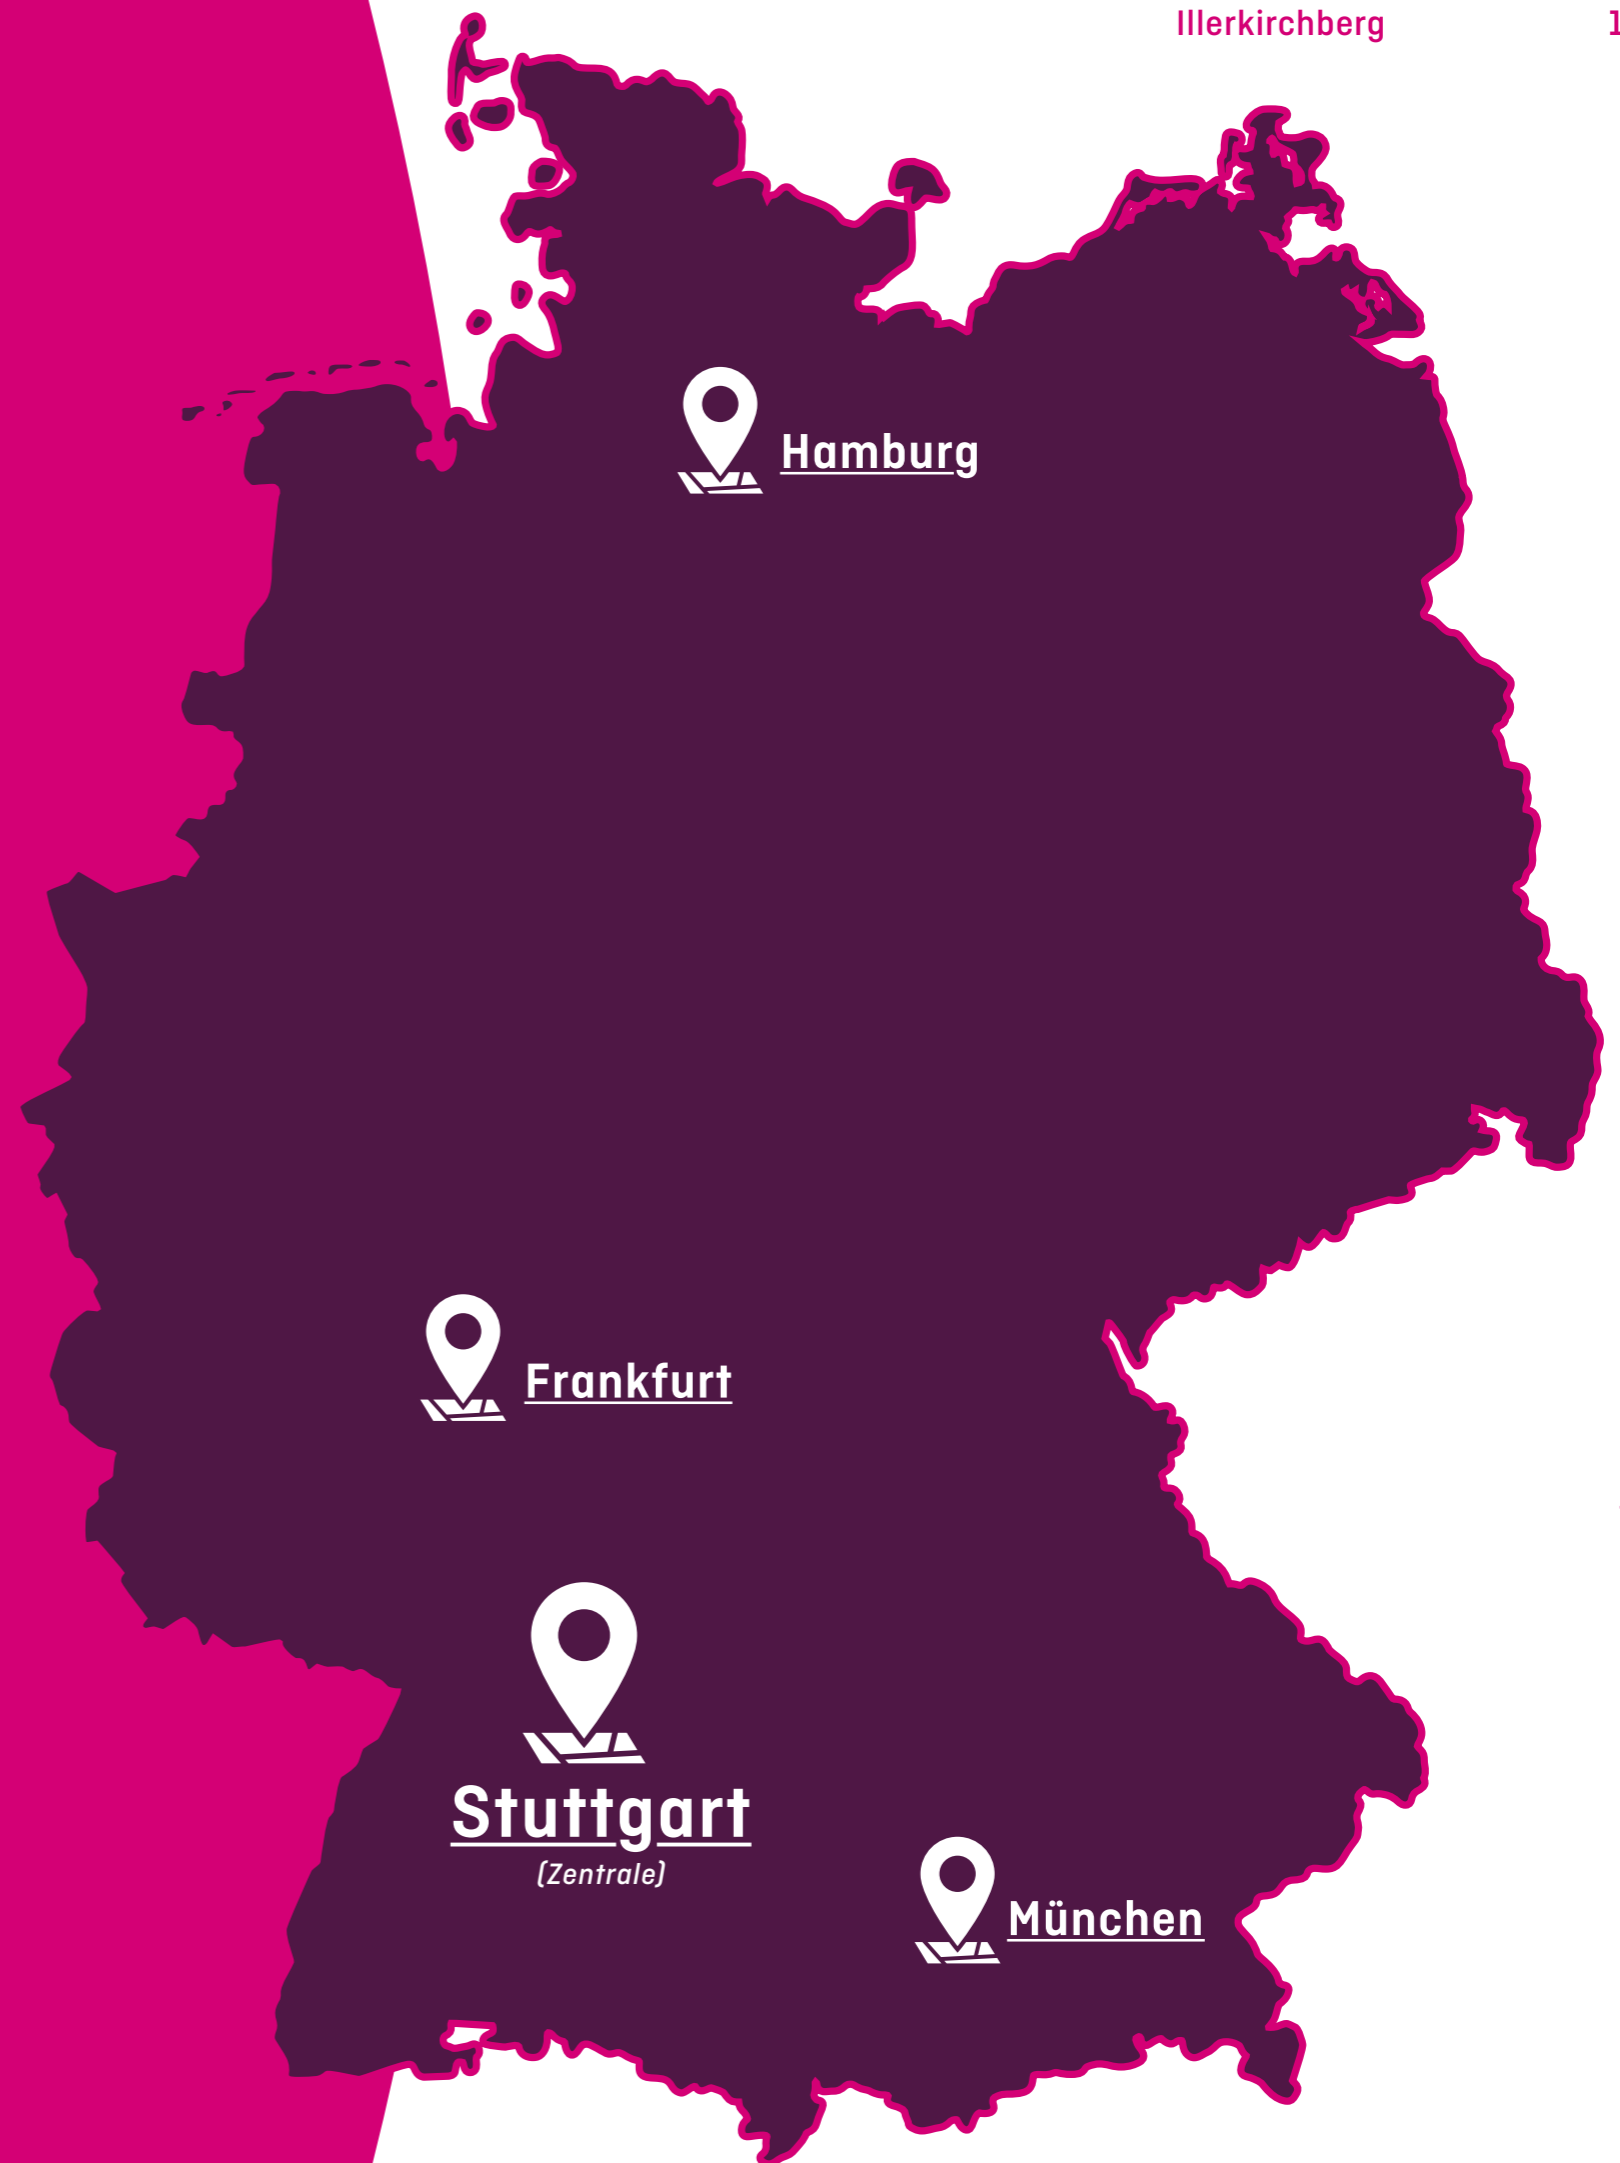 Illerkirchberg
Hamburg
Frankfurt
Stuttgart
(Zentrale)
München